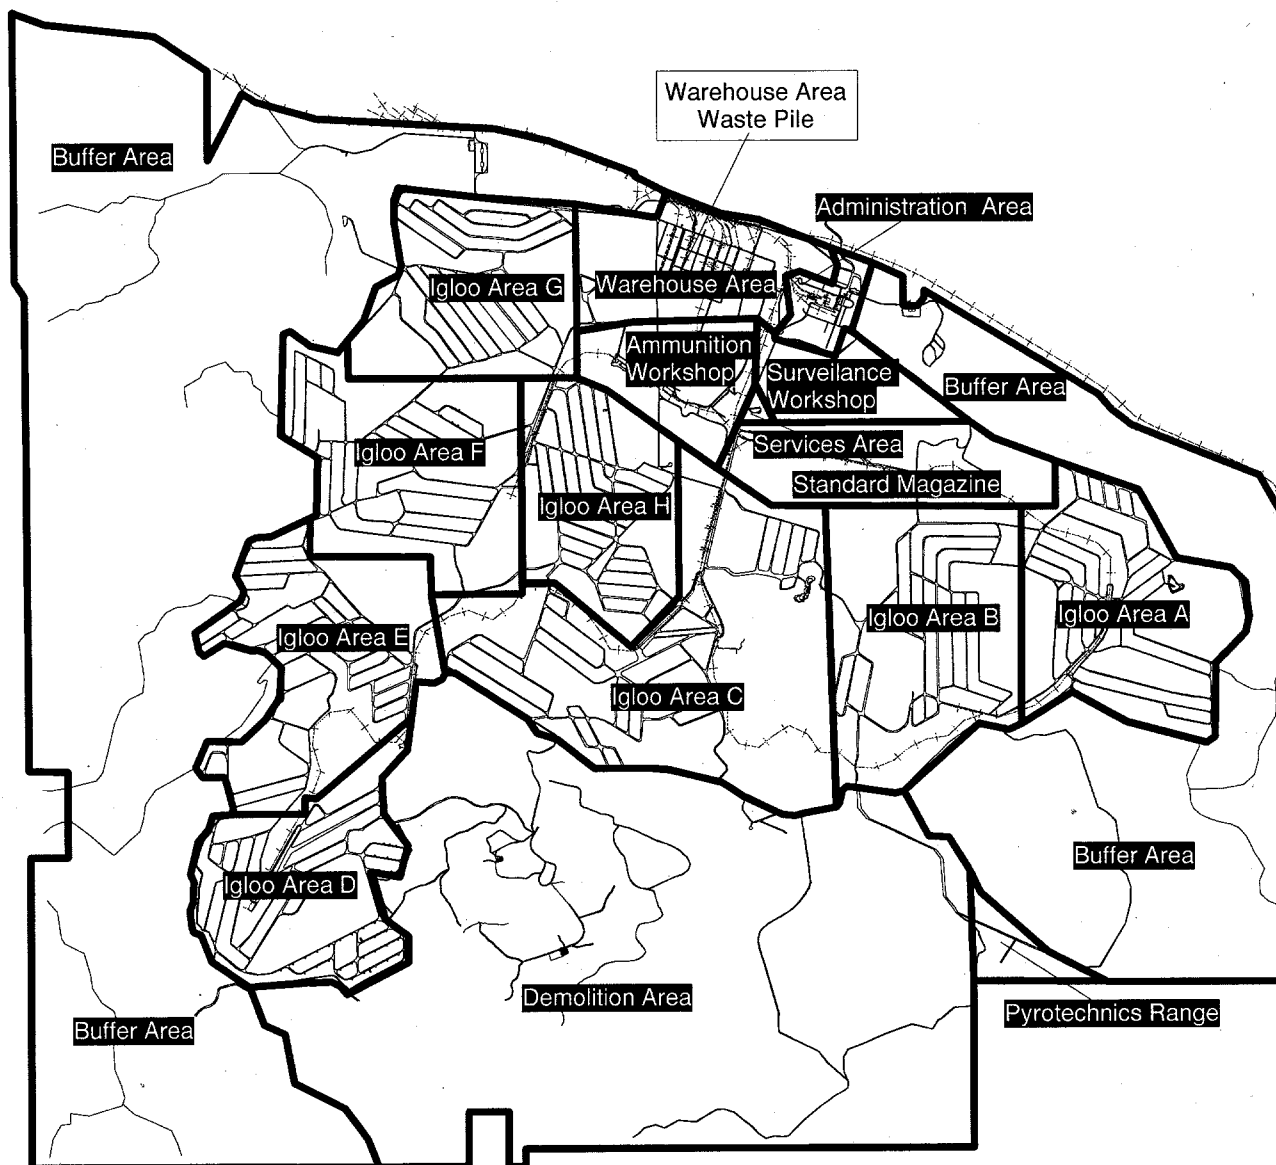 Warehouse Area
Waste Pile
Buffer Area
Administration Area
Igloo Area G
Warehouse Area
Ammunition
Workshop
Surveilance
Workshop
Buffer Area
Igloo Area F
Services Area
Standard Magazine
Igloo Area H
Igloo Area B
Igloo Area A
Igloo Area E
Igloo Area C
Buffer Area
Igloo Area D
Demolition Area
Pyrotechnics Range
Buffer Area